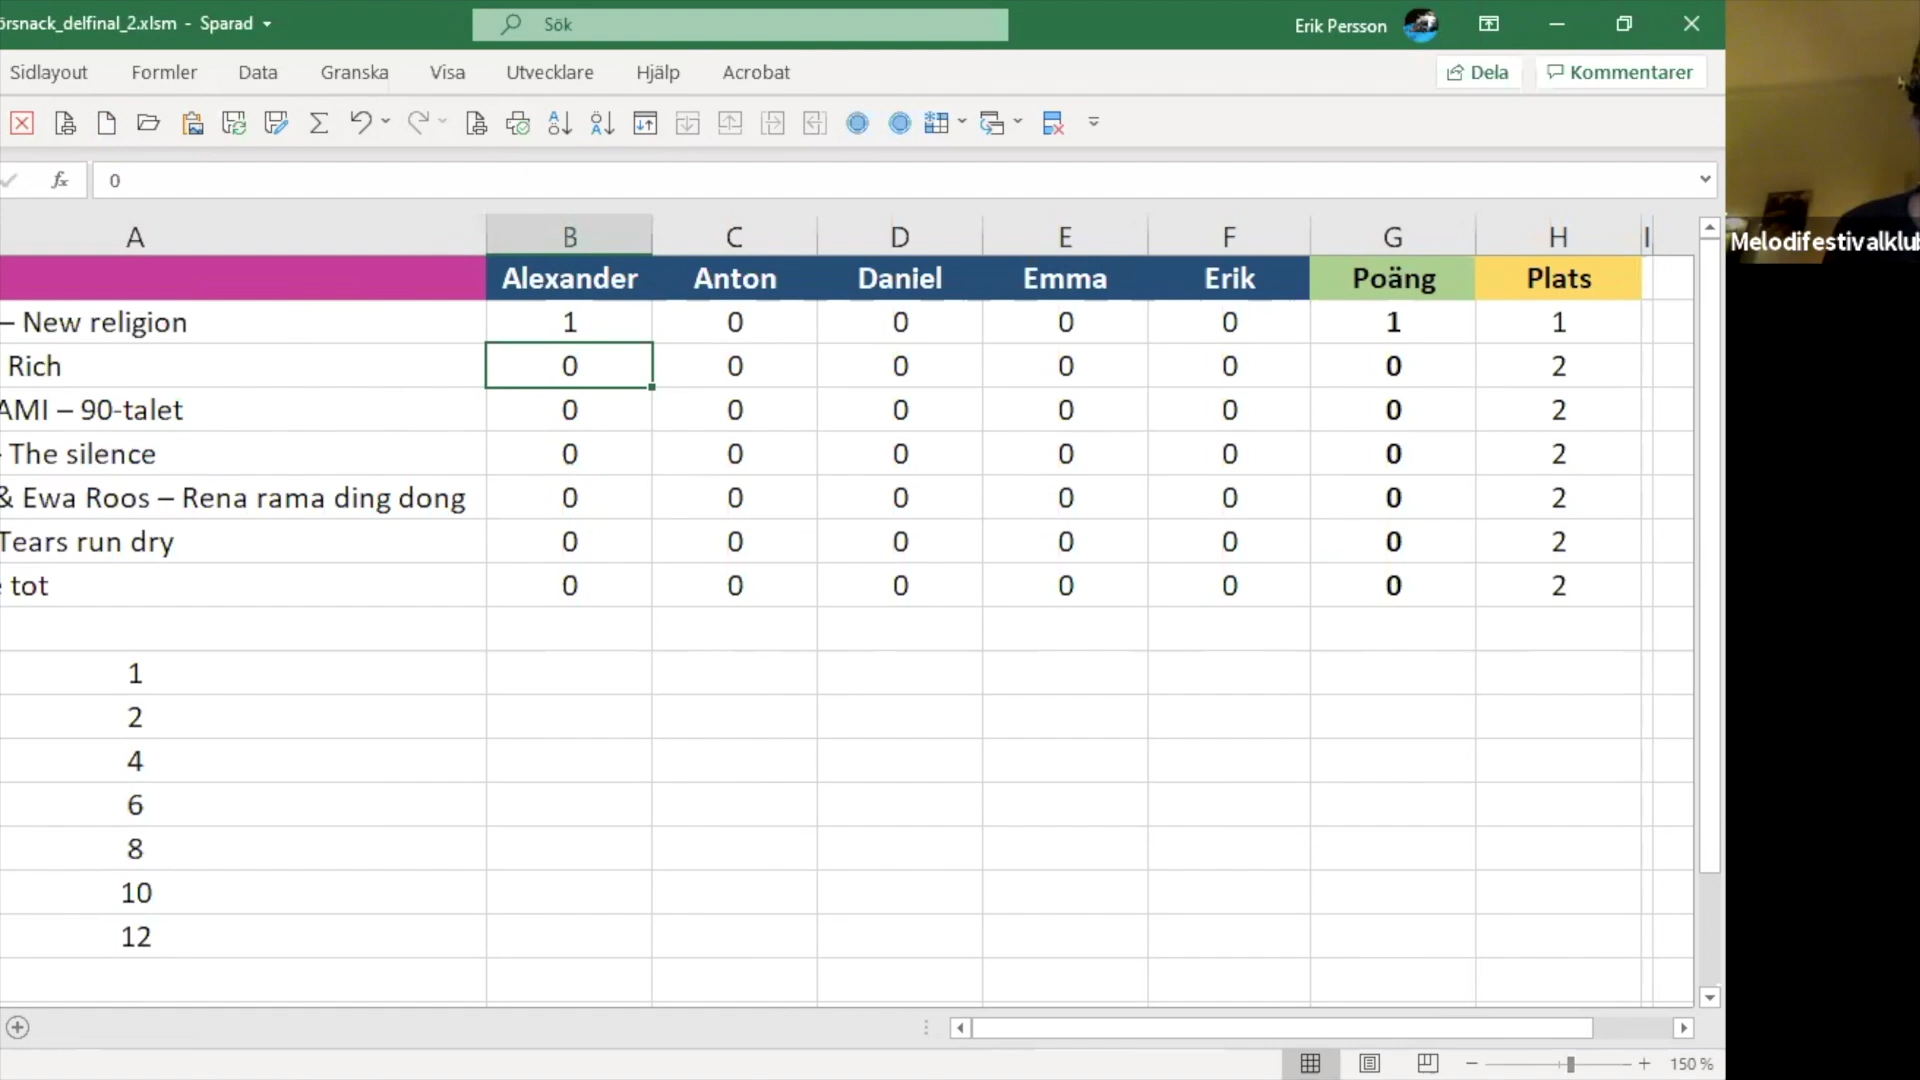 örsnack_delfinal_2.xlsm - Sparad
Sök
Erik Persson
Sidlayout Formler Data Granska Visa Utvecklare Hjälp Acrobat Dela Kommentarer
fx 0
A B C D E F G H I
Alexander Anton Daniel Emma Erik Poäng Plats
– New religion 1 0 0 0 0 1 1
Rich 0 0 0 0 0 0 2
AMI – 90-talet 0 0 0 0 0 0 2
- The silence 0 0 0 0 0 0 2
& Ewa Roos – Rena rama ding dong 0 0 0 0 0 0 2
Tears run dry 0 0 0 0 0 0 2
e tot 0 0 0 0 0 0 2
1
2
4
6
8
10
12
150 %
Melodifestivalklub